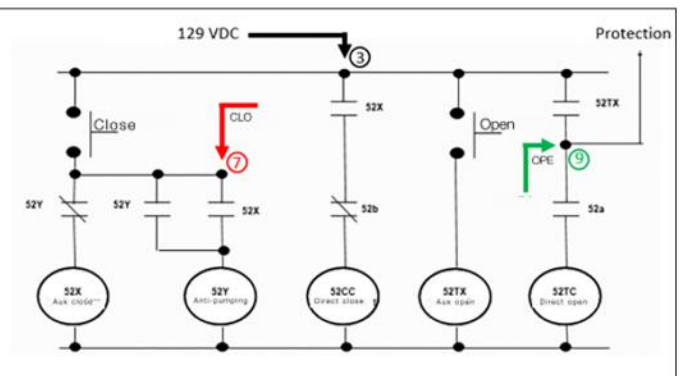 129 VDC
Protection
3
52X
52TX
Close
CLO
7
Open
OPE
9
52Y
52Y
52X
52b
52a
52X
Aux close
52Y
Anti-pumping
52CC
Direct close
52TX
Aux open
52TC
Direct open